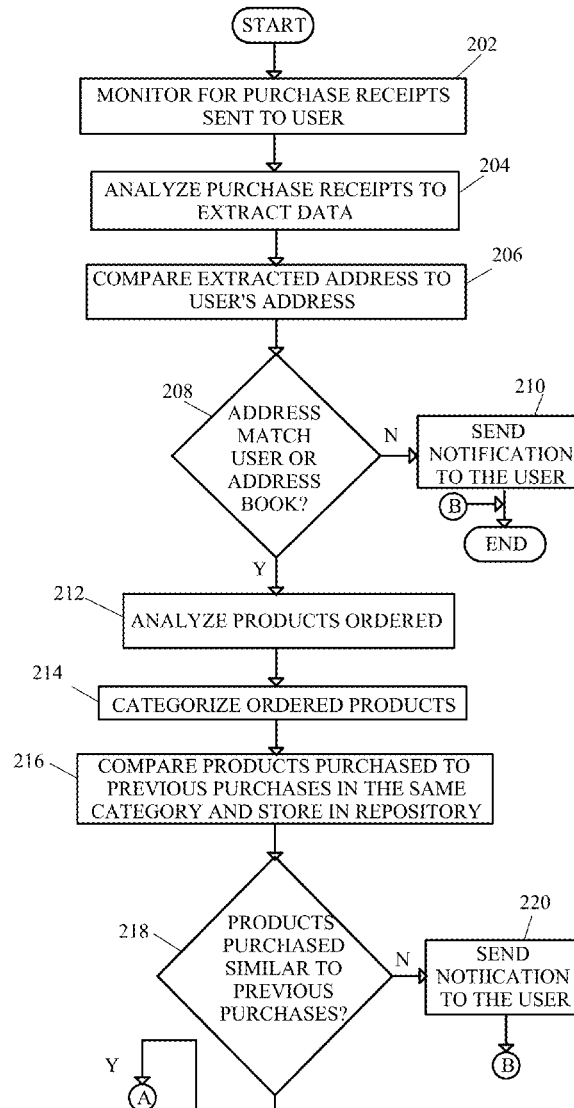 START
202
MONITOR FOR PURCHASE RECEIPTS
SENT TO USER
204
ANALYZE PURCHASE RECEIPTS TO
EXTRACT DATA
206
COMPARE EXTRACTED ADDRESS TO
USER'S ADDRESS
208
ADDRESS
MATCH
USER OR
ADDRESS
BOOK?
N
210
SEND
NOTIFICATION
TO THE USER
B
END
Y
212
ANALYZE PRODUCTS ORDERED
214
CATEGORIZE ORDERED PRODUCTS
216
COMPARE PRODUCTS PURCHASED TO
PREVIOUS PURCHASES IN THE SAME
CATEGORY AND STORE IN REPOSITORY
218
PRODUCTS
PURCHASED
SIMILAR TO
PREVIOUS
PURCHASES?
N
220
SEND
NOTIICATION
TO THE USER
B
Y
A